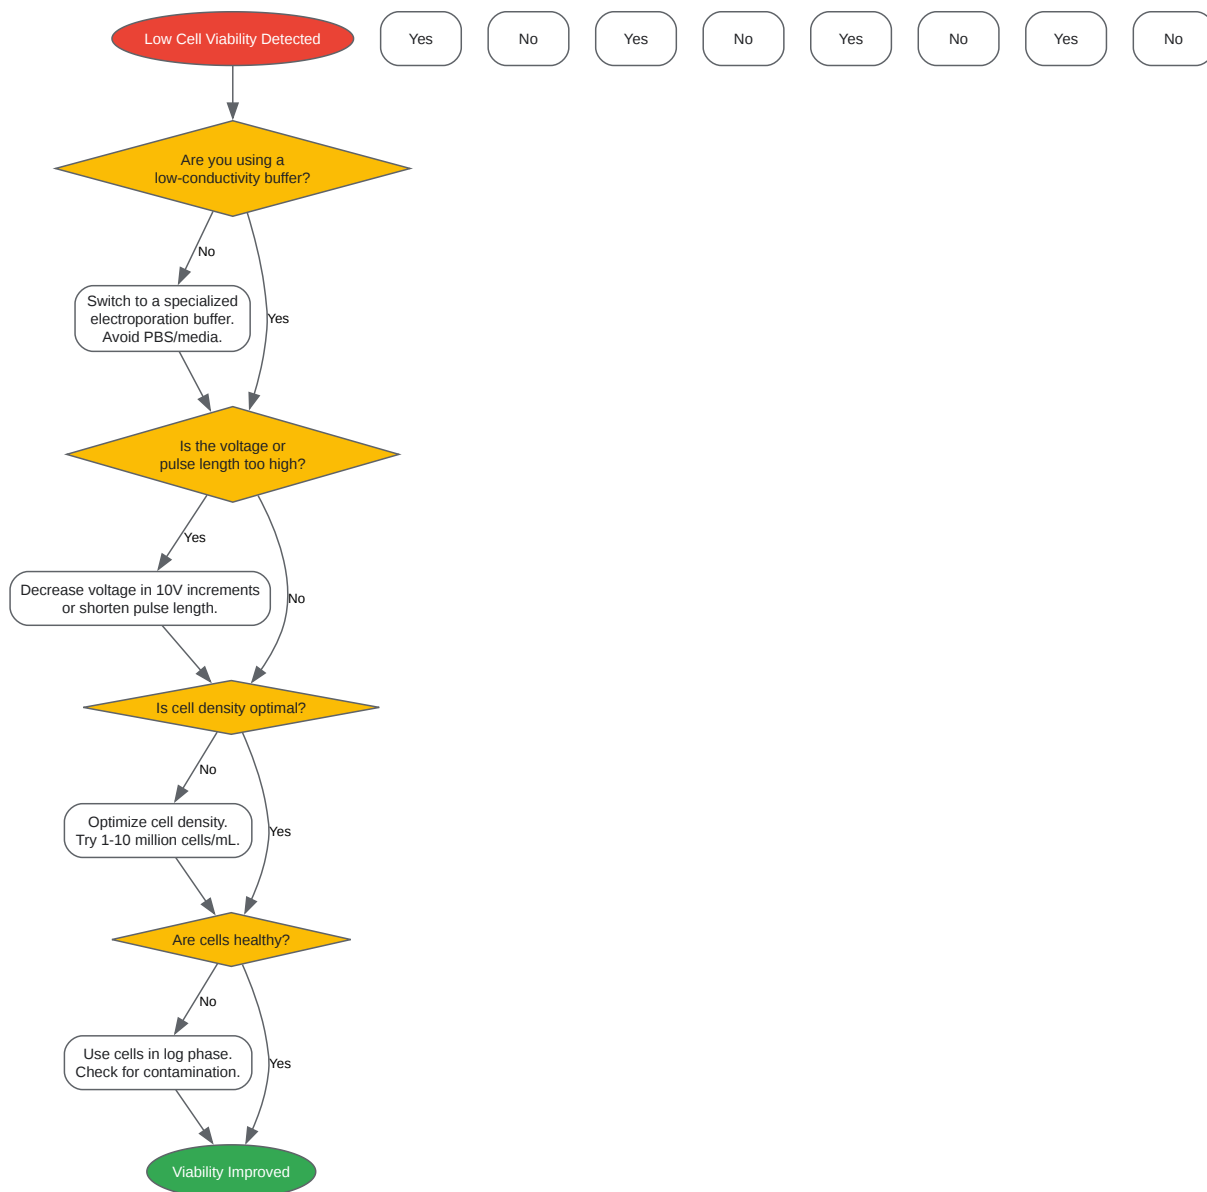 Low Cell Viability Detected
Yes
No
Yes
No
Yes
No
Yes
No
Are you using a
low-conductivity buffer?
No
Switch to a specialized
electroporation buffer.
Avoid PBS/media.
Yes
Is the voltage or
pulse length too high?
Yes
Decrease voltage in 10V increments
or shorten pulse length.
No
Is cell density optimal?
No
Optimize cell density.
Try 1-10 million cells/mL.
Yes
Are cells healthy?
No
Use cells in log phase.
Check for contamination.
Yes
Viability Improved